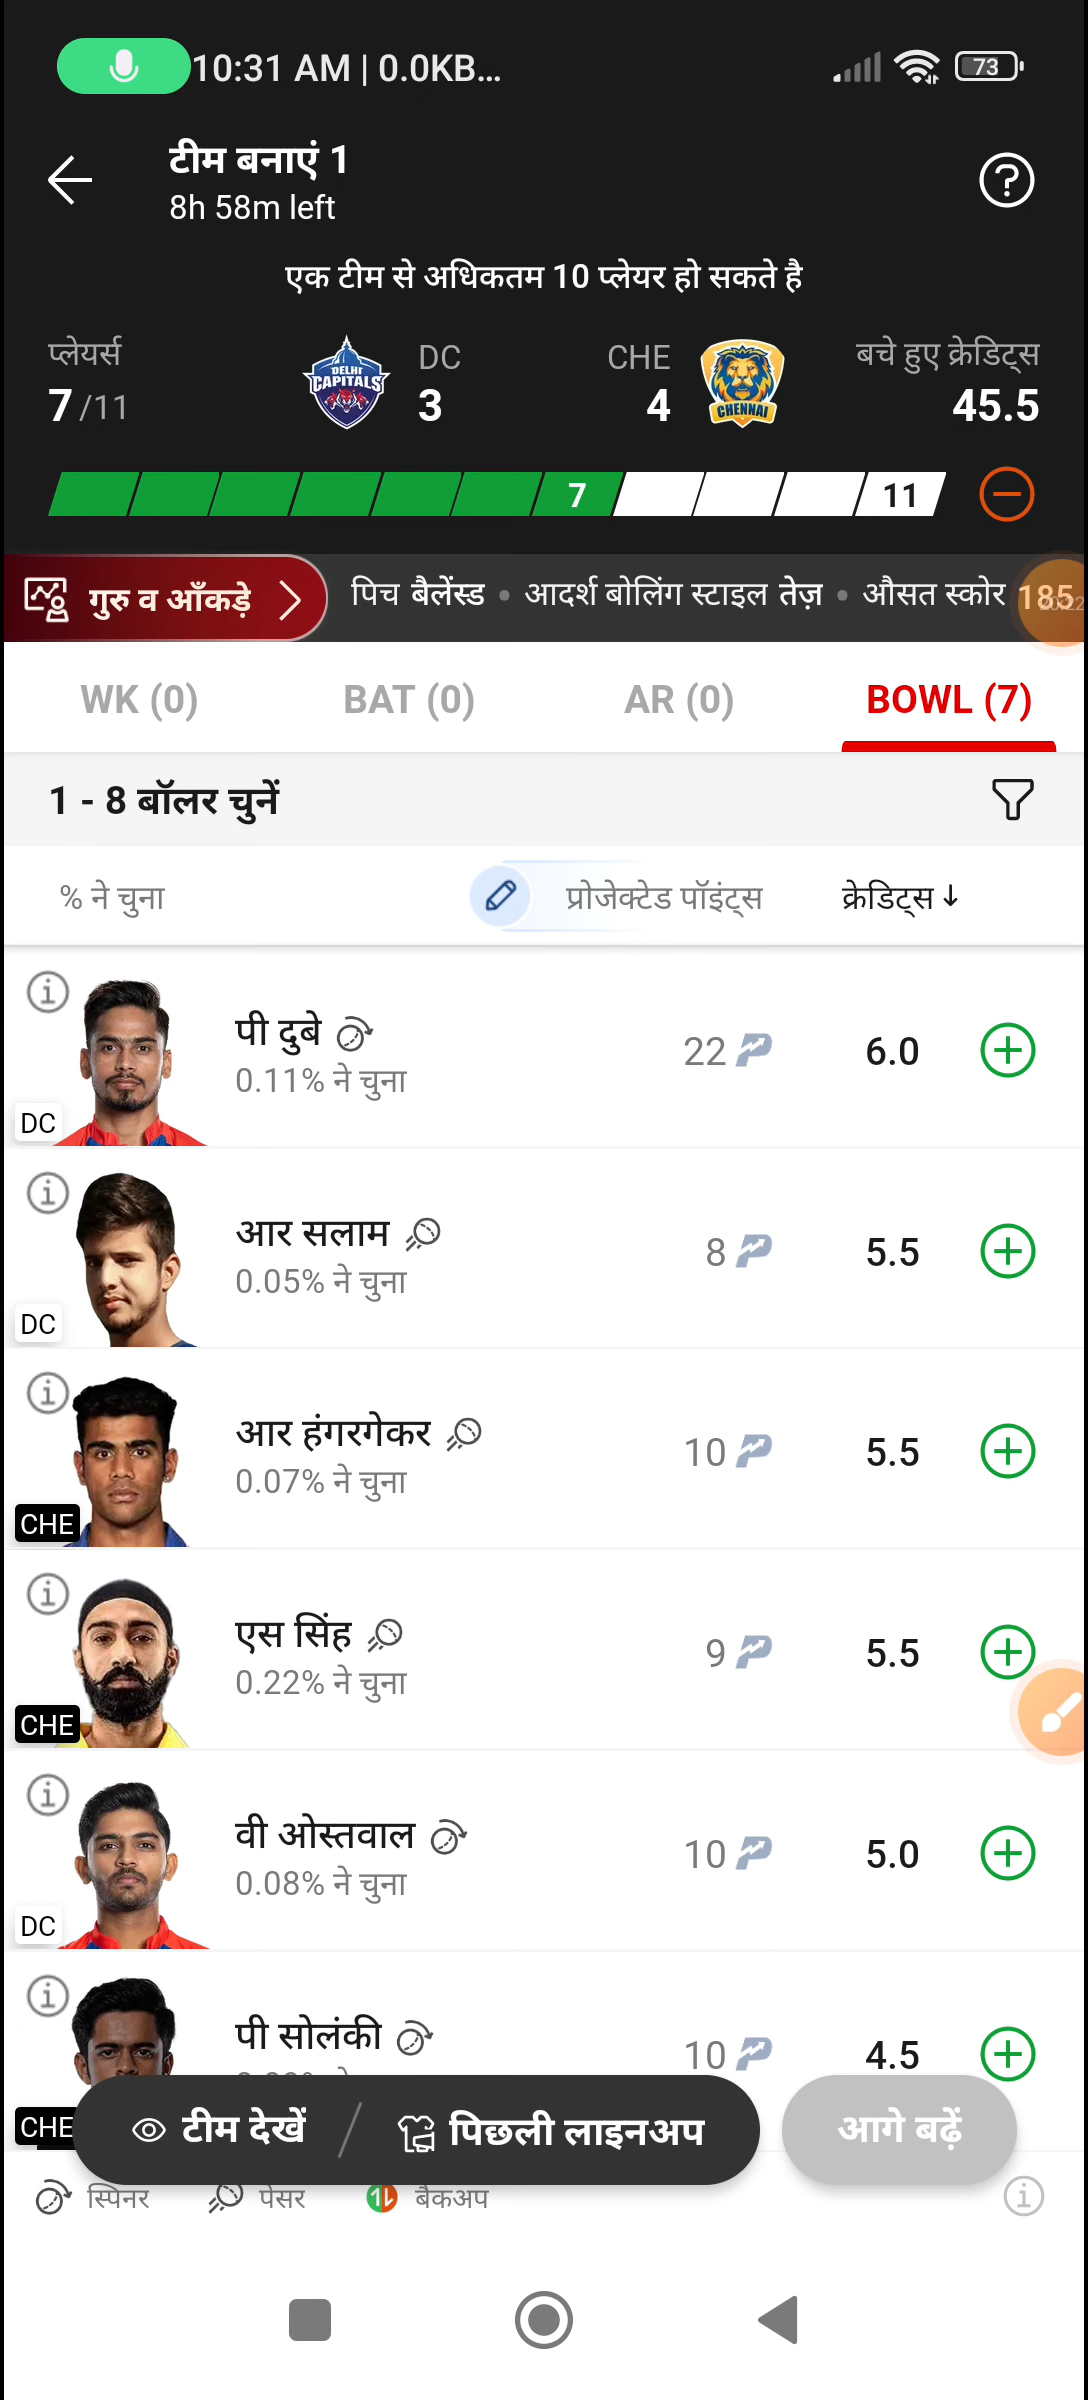 10:31 AM | 0.0KB...
73
टीम बनाएं 1
8h 58m left
एक टीम से अधिकतम 10 प्लेयर हो सकते है
प्लेयर्स
7/11
DELHI CAPITALS
DC
3
CHE
4
CHENNAI
बचे हुए क्रेडिट्स
45.5
7
11
गुरु व आँकड़े
पिच बैलेंस्ड • आदर्श बोलिंग स्टाइल तेज़ • औसत स्कोर 185
WK (0)
BAT (0)
AR (0)
BOWL (7)
1 - 8 बॉलर चुनें
% ने चुना
प्रोजेक्टेड पॉइंट्स
क्रेडिट्स ↓
पी दुबे
0.11% ने चुना
22
6.0
DC
आर सलाम
0.05% ने चुना
8
5.5
DC
आर हंगरगेकर
0.07% ने चुना
10
5.5
CHE
एस सिंह
0.22% ने चुना
9
5.5
CHE
वी ओस्तवाल
0.08% ने चुना
10
5.0
DC
पी सोलंकी
10
4.5
CHE
टीम देखें / पिछली लाइनअप
आगे बढ़ें
स्पिनर
पेसर
बैकअप